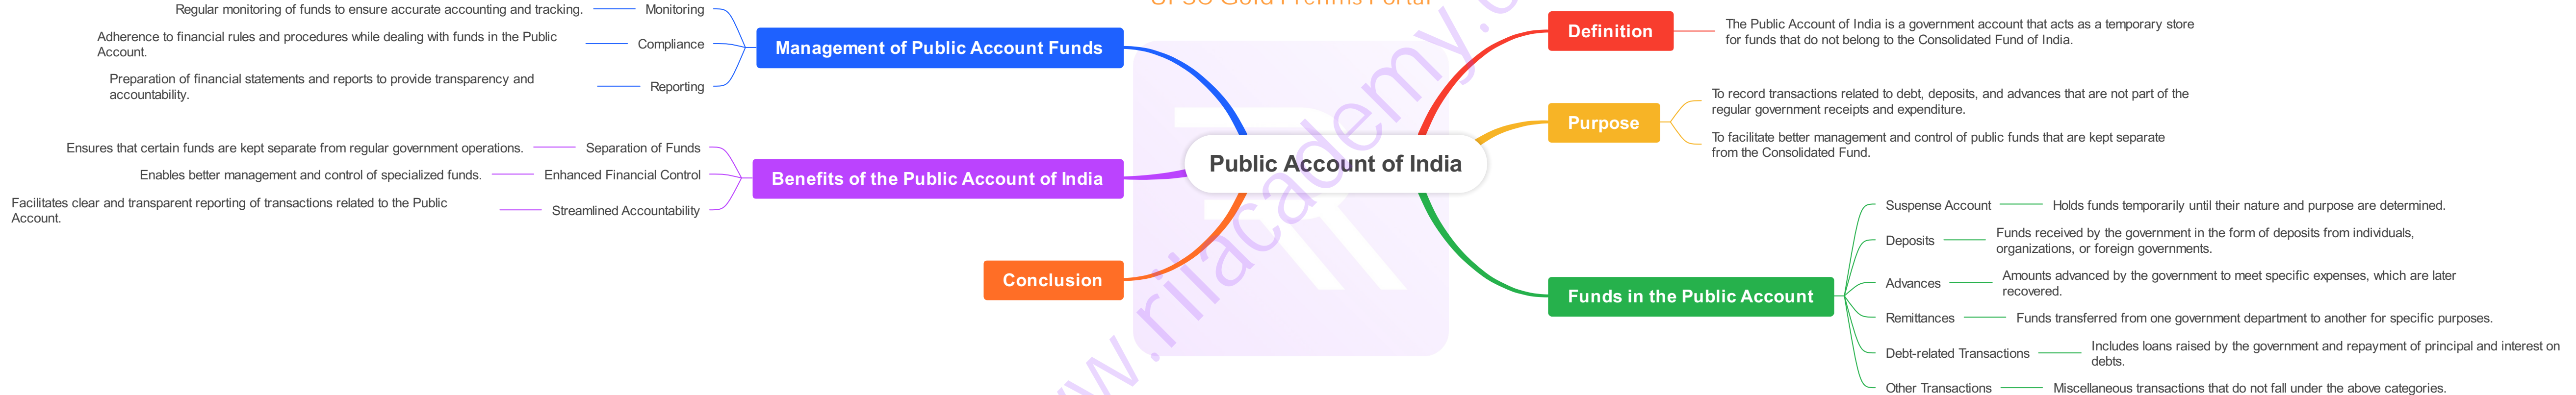 UPSC Gold Prelims Portal
Public Account of India
Definition
The Public Account of India is a government account that acts as a temporary store
for funds that do not belong to the Consolidated Fund of India.
Purpose
To record transactions related to debt, deposits, and advances that are not part of the
regular government receipts and expenditure.
To facilitate better management and control of public funds that are kept separate
from the Consolidated Fund.
Funds in the Public Account
Suspense Account
Holds funds temporarily until their nature and purpose are determined.
Deposits
Funds received by the government in the form of deposits from individuals,
organizations, or foreign governments.
Advances
Amounts advanced by the government to meet specific expenses, which are later
recovered.
Remittances
Funds transferred from one government department to another for specific purposes.
Debt-related Transactions
Includes loans raised by the government and repayment of principal and interest on
debts.
Other Transactions
Miscellaneous transactions that do not fall under the above categories.
Management of Public Account Funds
Monitoring
Regular monitoring of funds to ensure accurate accounting and tracking.
Compliance
Adherence to financial rules and procedures while dealing with funds in the Public
Account.
Reporting
Preparation of financial statements and reports to provide transparency and
accountability.
Benefits of the Public Account of India
Separation of Funds
Ensures that certain funds are kept separate from regular government operations.
Enhanced Financial Control
Enables better management and control of specialized funds.
Streamlined Accountability
Facilitates clear and transparent reporting of transactions related to the Public
Account.
Conclusion